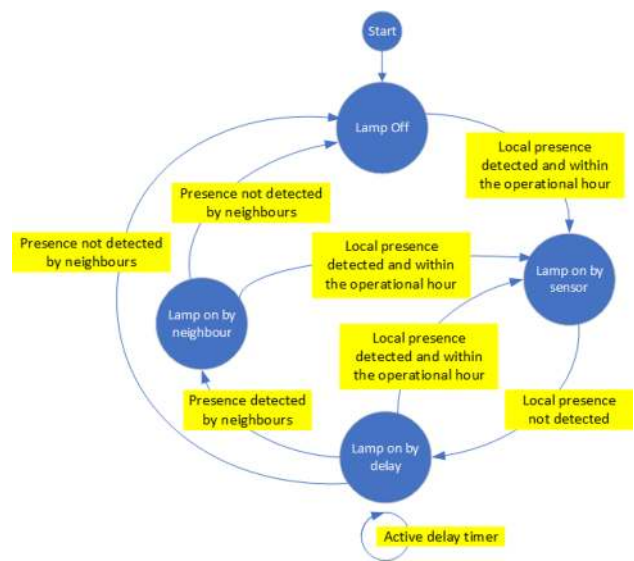 Start
Lamp Off
Local presence
detected and within
the operational hour
Presence not detected
by neighbours
Presence not detected
by neighbours
Local presence
detected and within
the operational hour
Lamp on by
sensor
Lamp on by
neighbour
Local presence
detected and within
the operational hour
Presence detected
by neighbours
Local presence
not detected
Lamp on by
delay
Active delay timer